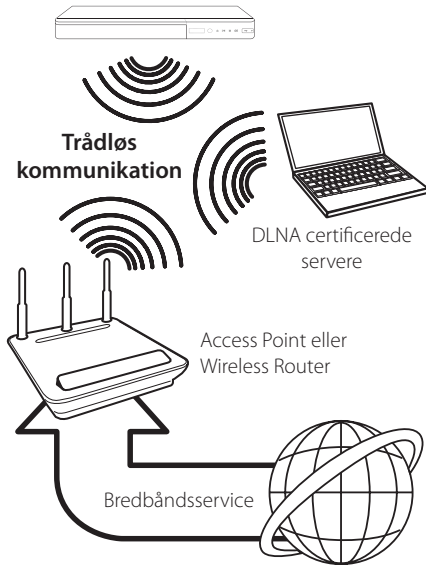 Trådløs
kommunikation
DLNA certificerede
servere
Access Point eller
Wireless Router
Bredbåndsservice